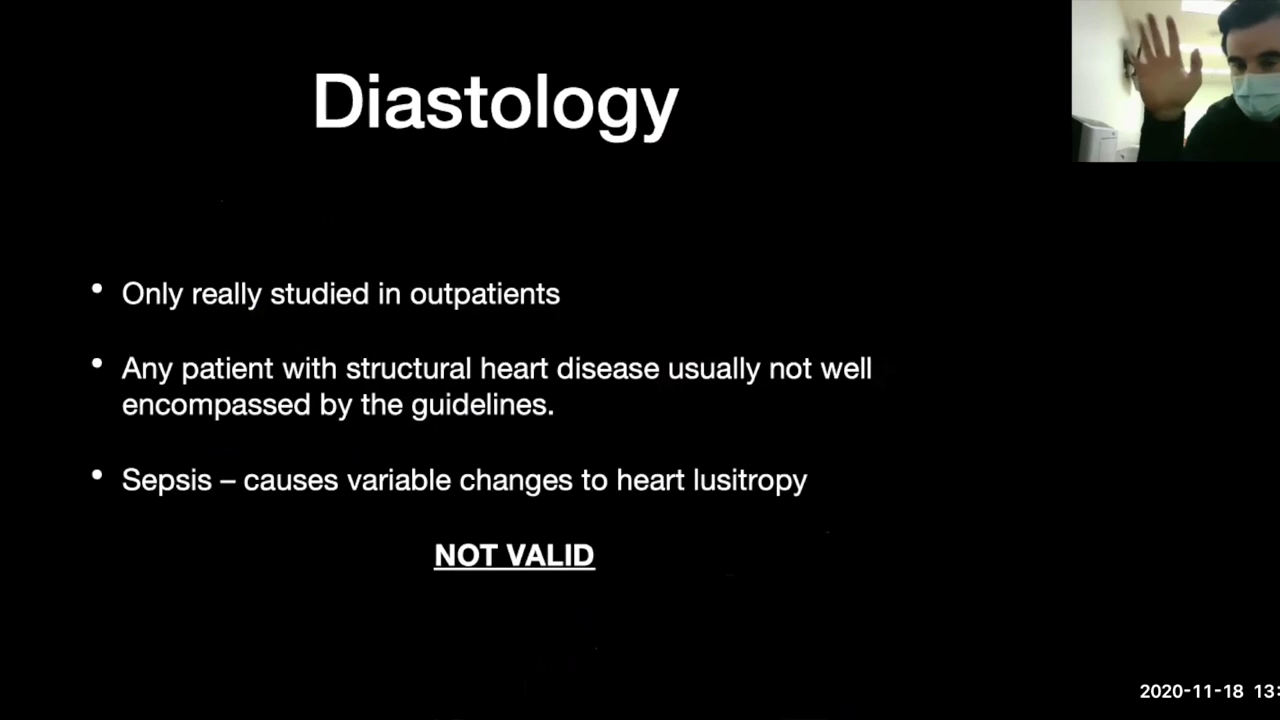 Diastology
• Only really studied in outpatients
• Any patient with structural heart disease usually not well
encompassed by the guidelines.
• Sepsis – causes variable changes to heart lusitropy
NOT VALID
2020-11-18 13: